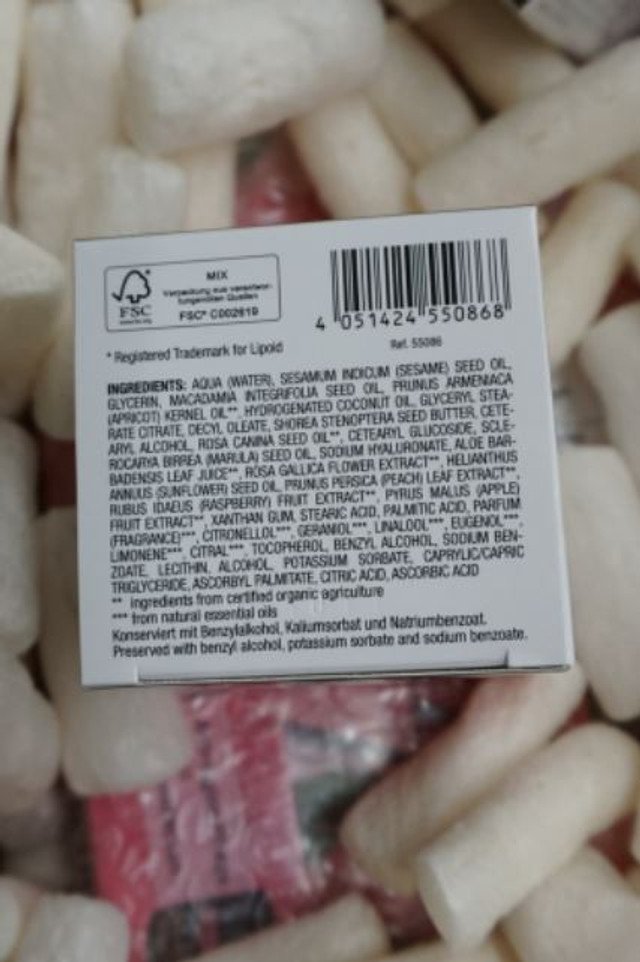 MIX
Verpackung aus verantwor-
tungsvollen Quellen
FSC® C002619
FSC
4 051424 550868
Ref. 55086
* Registered Trademark for Lipoid
INGREDIENTS: AQUA (WATER), SESAMUM INDICUM (SESAME) SEED OIL,
GLYCERIN, MACADAMIA INTEGRIFOLIA SEED OIL, PRUNUS ARMENIACA
(APRICOT) KERNEL OIL**, HYDROGENATED COCONUT OIL, GLYCERYL STEA-
RATE CITRATE, DECYL OLEATE, SHOREA STENOPTERA SEED BUTTER, CETE-
ARYL ALCOHOL, ROSA CANINA SEED OIL**, CETEARYL GLUCOSIDE, SCLE-
ROCARYA BIRREA (MARULA) SEED OIL, SODIUM HYALURONATE, ALOE BAR-
BADENSIS LEAF JUICE**, ROSA GALLICA FLOWER EXTRACT**, HELIANTHUS
ANNUUS (SUNFLOWER) SEED OIL, PRUNUS PERSICA (PEACH) LEAF EXTRACT**,
RUBUS IDAEUS (RASPBERRY) FRUIT EXTRACT**, PYRUS MALUS (APPLE)
FRUIT EXTRACT**, XANTHAN GUM, STEARIC ACID, PALMITIC ACID, PARFUM
(FRAGRANCE)***, CITRONELLOL***, GERANIOL***, LINALOOL***, EUGENOL***,
LIMONENE***, CITRAL***, TOCOPHEROL, BENZYL ALCOHOL, SODIUM BEN-
ZOATE, LECITHIN, ALCOHOL, POTASSIUM SORBATE, CAPRYLIC/CAPRIC
TRIGLYCERIDE, ASCORBYL PALMITATE, CITRIC ACID, ASCORBIC ACID
** ingredients from certified organic agriculture
*** from natural essential oils
Konserviert mit Benzylalkohol, Kaliumsorbat und Natriumbenzoat.
Preserved with benzyl alcohol, potassium sorbate and sodium benzoate.